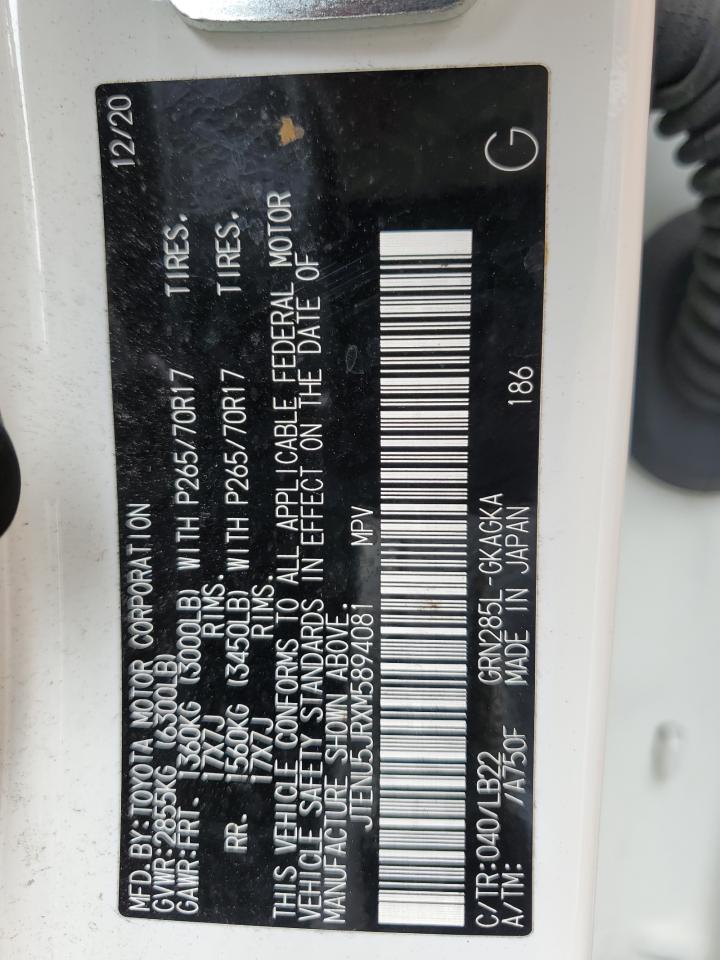 MFD.BY:TOYOTA MOTOR CORPORATION 12/20
GVWR:2855KG (6300LB)
GAWR:FRT. 1360KG (3000LB) WITH P265/70R17 TIRES.
17X7J RIMS.
RR. 1560KG (3450LB) WITH P265/70R17 TIRES.
17X7J RIMS.
THIS VEHICLE CONFORMS TO ALL APPLICABLE FEDERAL MOTOR
VEHICLE SAFETY STANDARDS IN EFFECT ON THE DATE OF
MANUFACTURE SHOWN ABOVE.
JTENU5JRXM5894081 MPV
C/TR:040/LB22 GRN285L-GKAGKA G
A/TM: /A750F MADE IN JAPAN 186